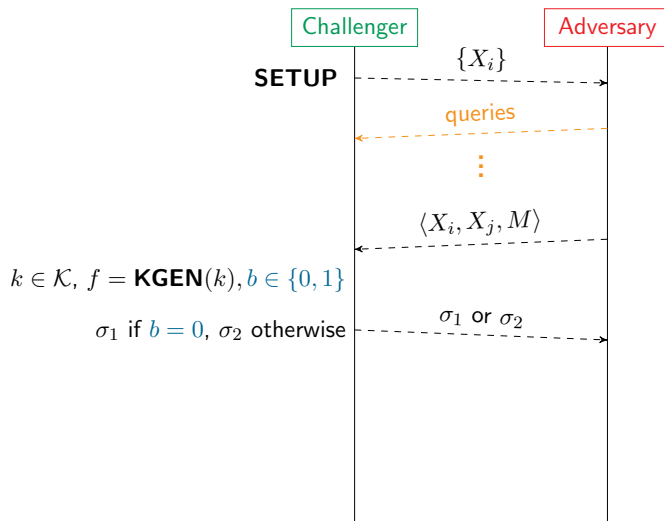 Challenger Adversary
SETUP {X_i}
queries
⋮
⟨X_i, X_j, M⟩
k ∈ 𝒦, f = KGEN(k), b ∈ {0, 1}
σ_1 if b = 0, σ_2 otherwise σ_1 or σ_2